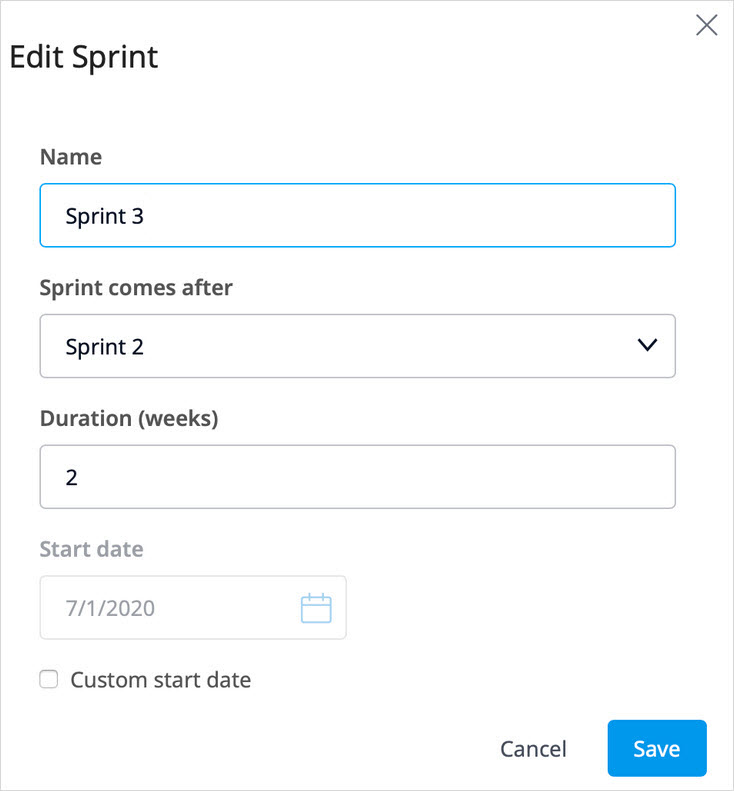 Edit Sprint
Name
Sprint 3
Sprint comes after
Sprint 2
Duration (weeks)
2
Start date
7/1/2020
Custom start date
Cancel Save